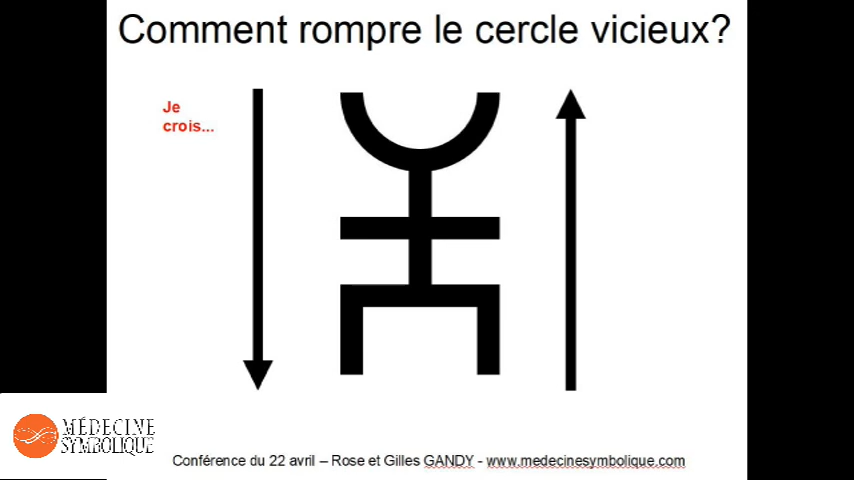 Comment rompre le cercle vicieux?
Je
crois...
MÉDECINE
SYMBOLIQUE
Conférence du 22 avril – Rose et Gilles GANDY - www.medecinesymbolique.com